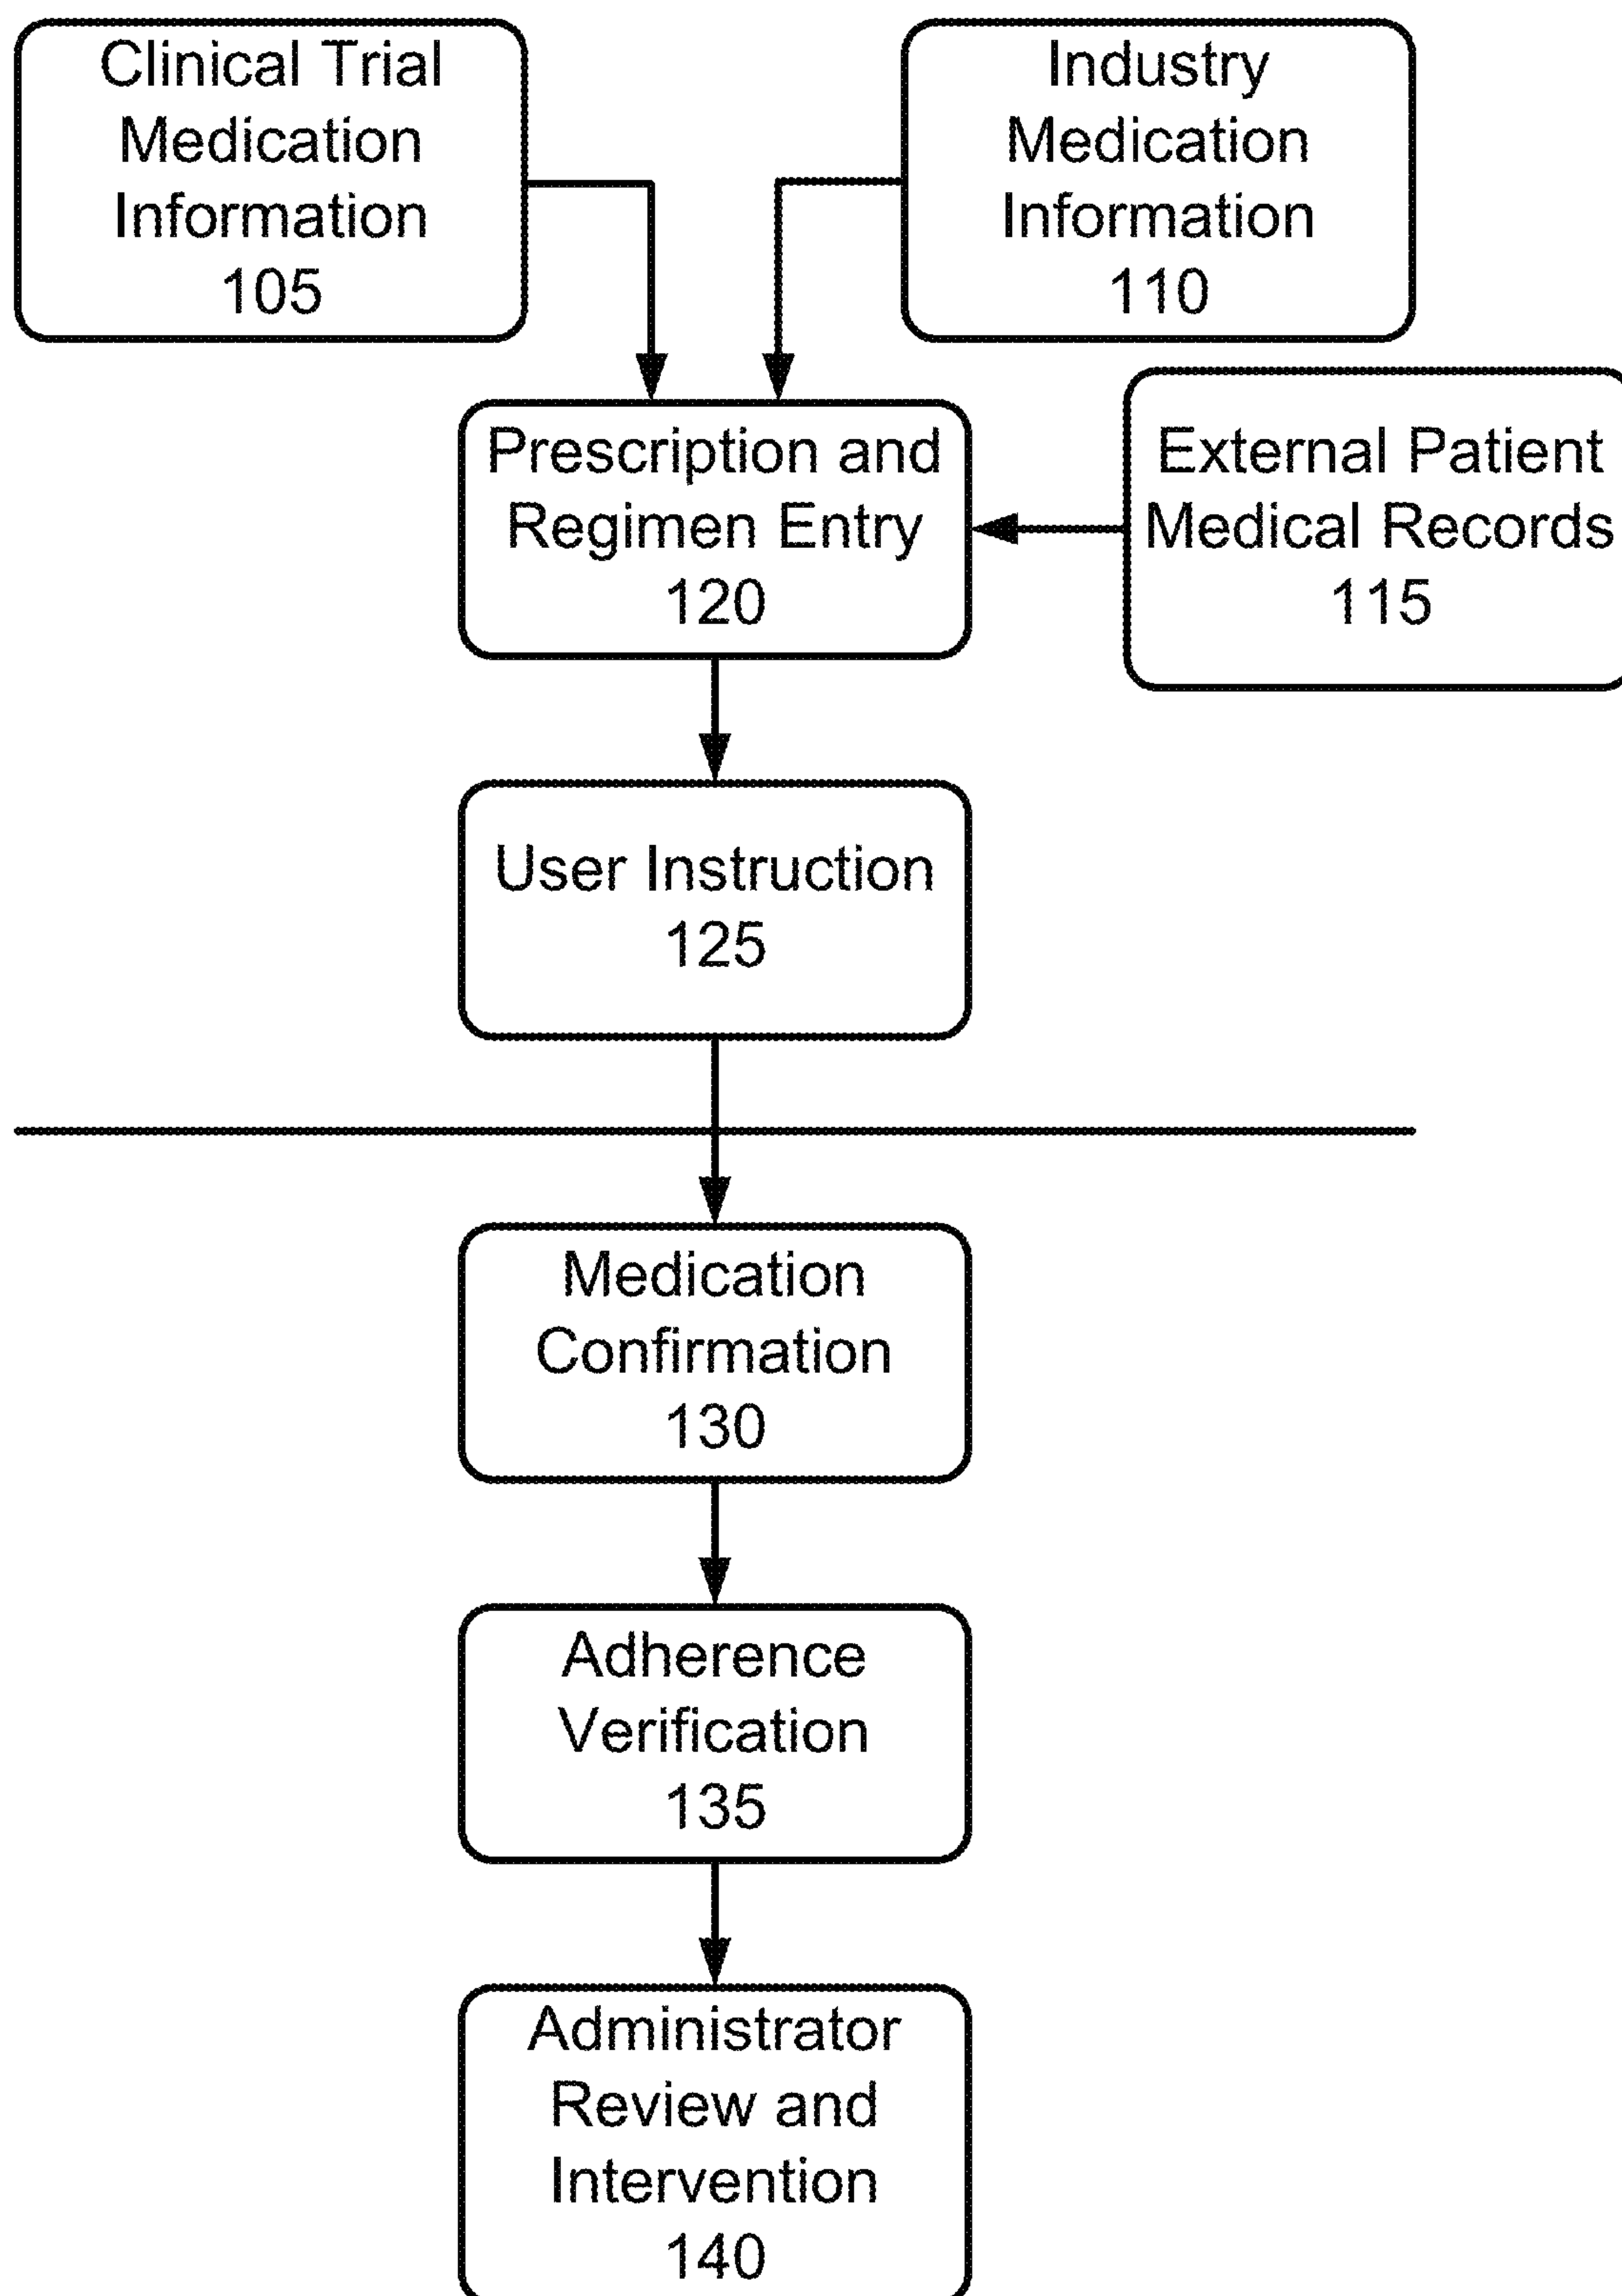 Clinical Trial
Medication
Information
105
Industry
Medication
Information
110
Prescription and
Regimen Entry
120
External Patient
Medical Records
115
User Instruction
125
Medication
Confirmation
130
Adherence
Verification
135
Administrator
Review and
Intervention
140